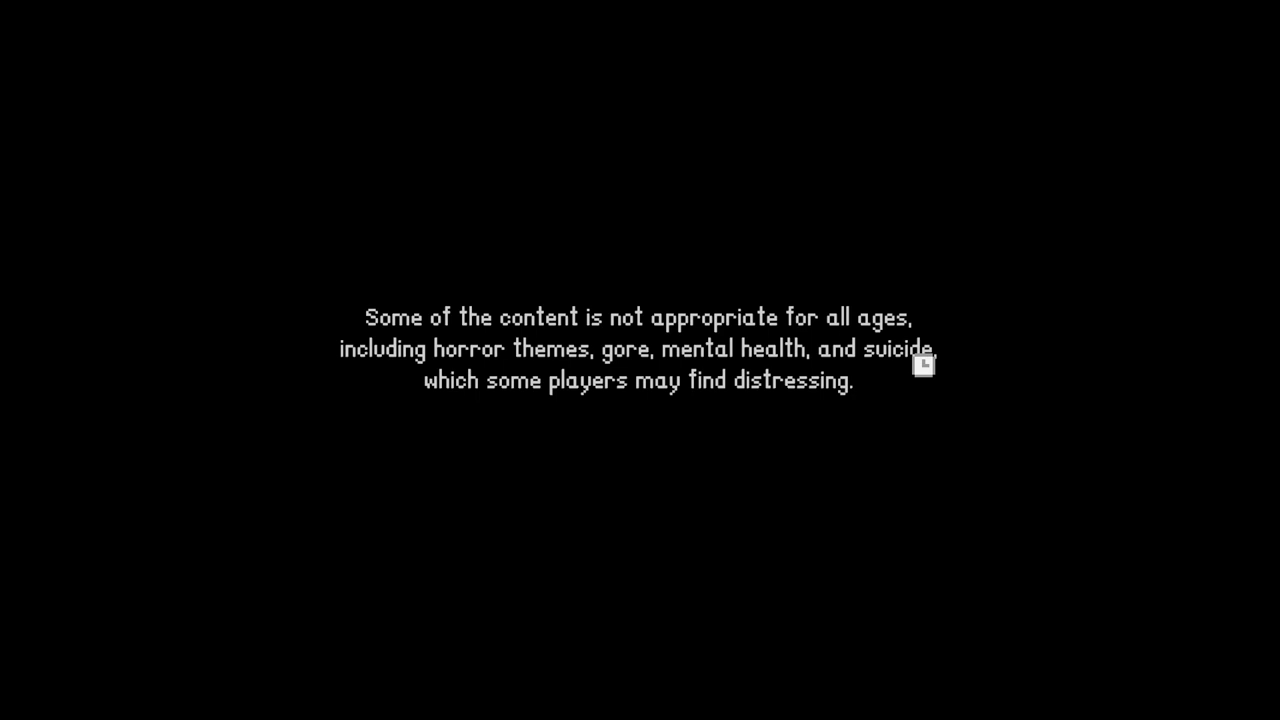 Some of the content is not appropriate for all ages,
including horror themes, gore, mental health, and suicide,
which some players may find distressing.